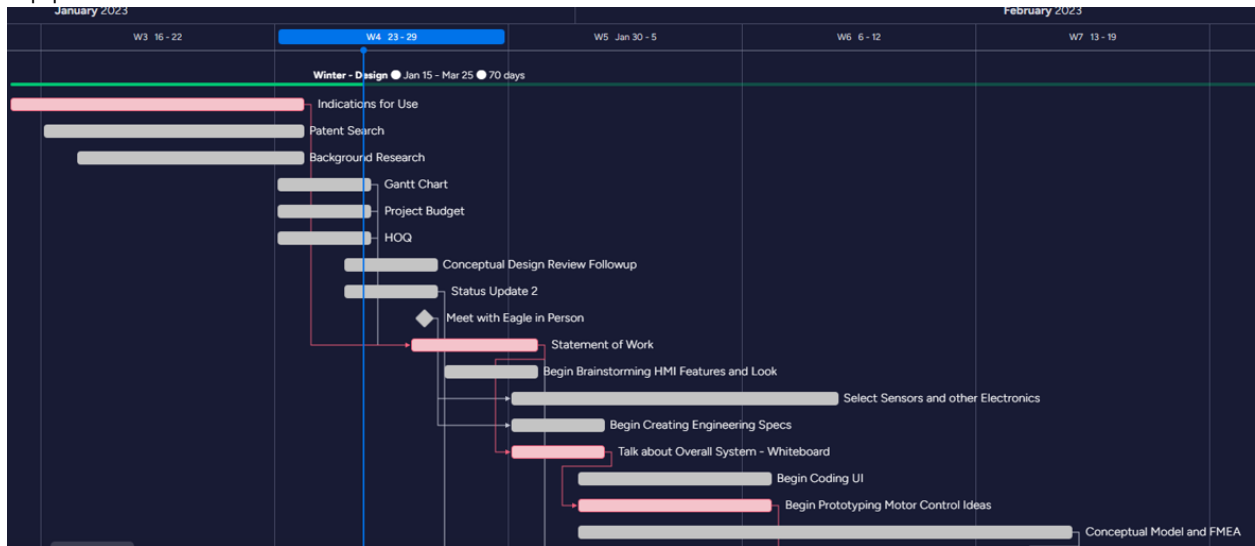 January 2023 February 2023
W3 16 - 22 W4 23 - 29 W5 Jan 30 - 5 W6 6 - 12 W7 13 - 19
Winter - Design Jan 15 - Mar 25 70 days
Indications for Use
Patent Search
Background Research
Gantt Chart
Project Budget
HOQ
Conceptual Design Review Followup
Status Update 2
Meet with Eagle in Person
Statement of Work
Begin Brainstorming HMI Features and Look
Select Sensors and other Electronics
Begin Creating Engineering Specs
Talk about Overall System - Whiteboard
Begin Coding UI
Begin Prototyping Motor Control Ideas
Conceptual Model and FMEA